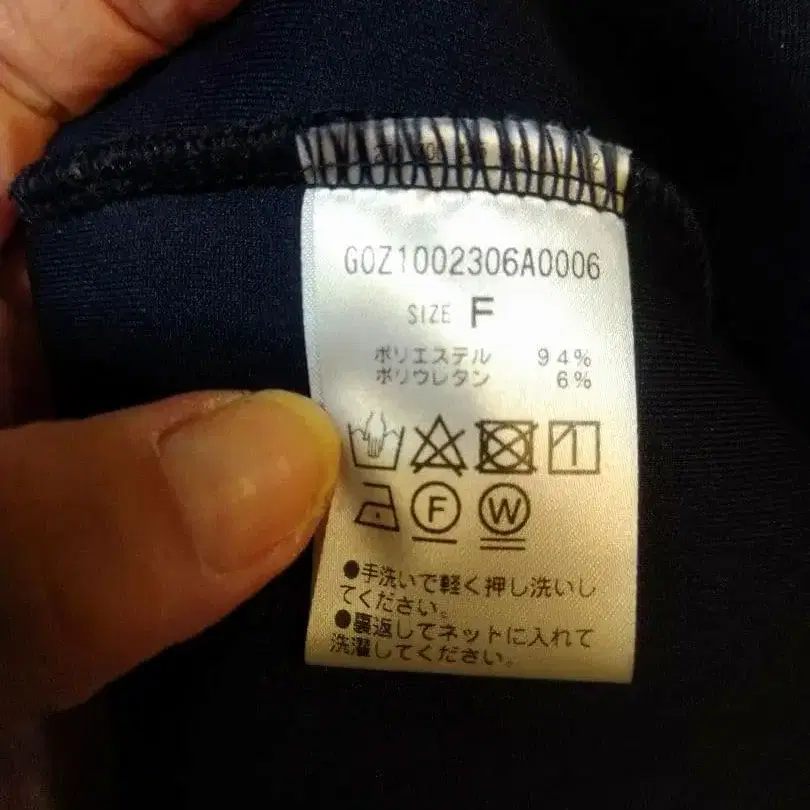 G0Z1002306A0006
SIZE F
ポリエステル 94%
ポリウレタン 6%
F W
●手洗いで軽く押し洗いし
てください。
●裏返してネットに入れて
洗濯してください。